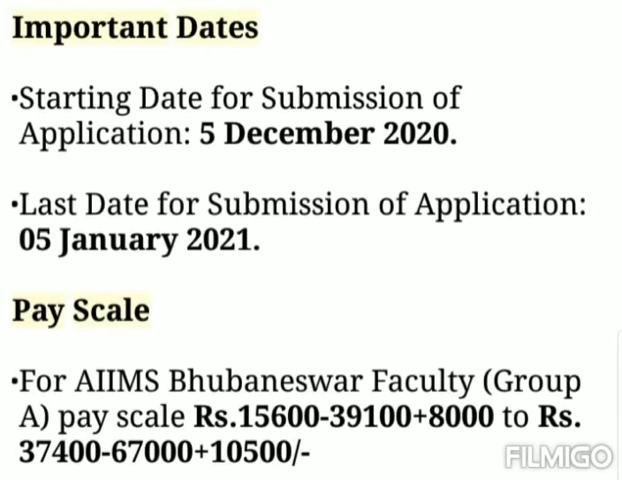 Important Dates
•Starting Date for Submission of
Application: 5 December 2020.
•Last Date for Submission of Application:
05 January 2021.
Pay Scale
•For AIIMS Bhubaneswar Faculty (Group
A) pay scale Rs.15600-39100+8000 to Rs.
37400-67000+10500/-
FILMIGO